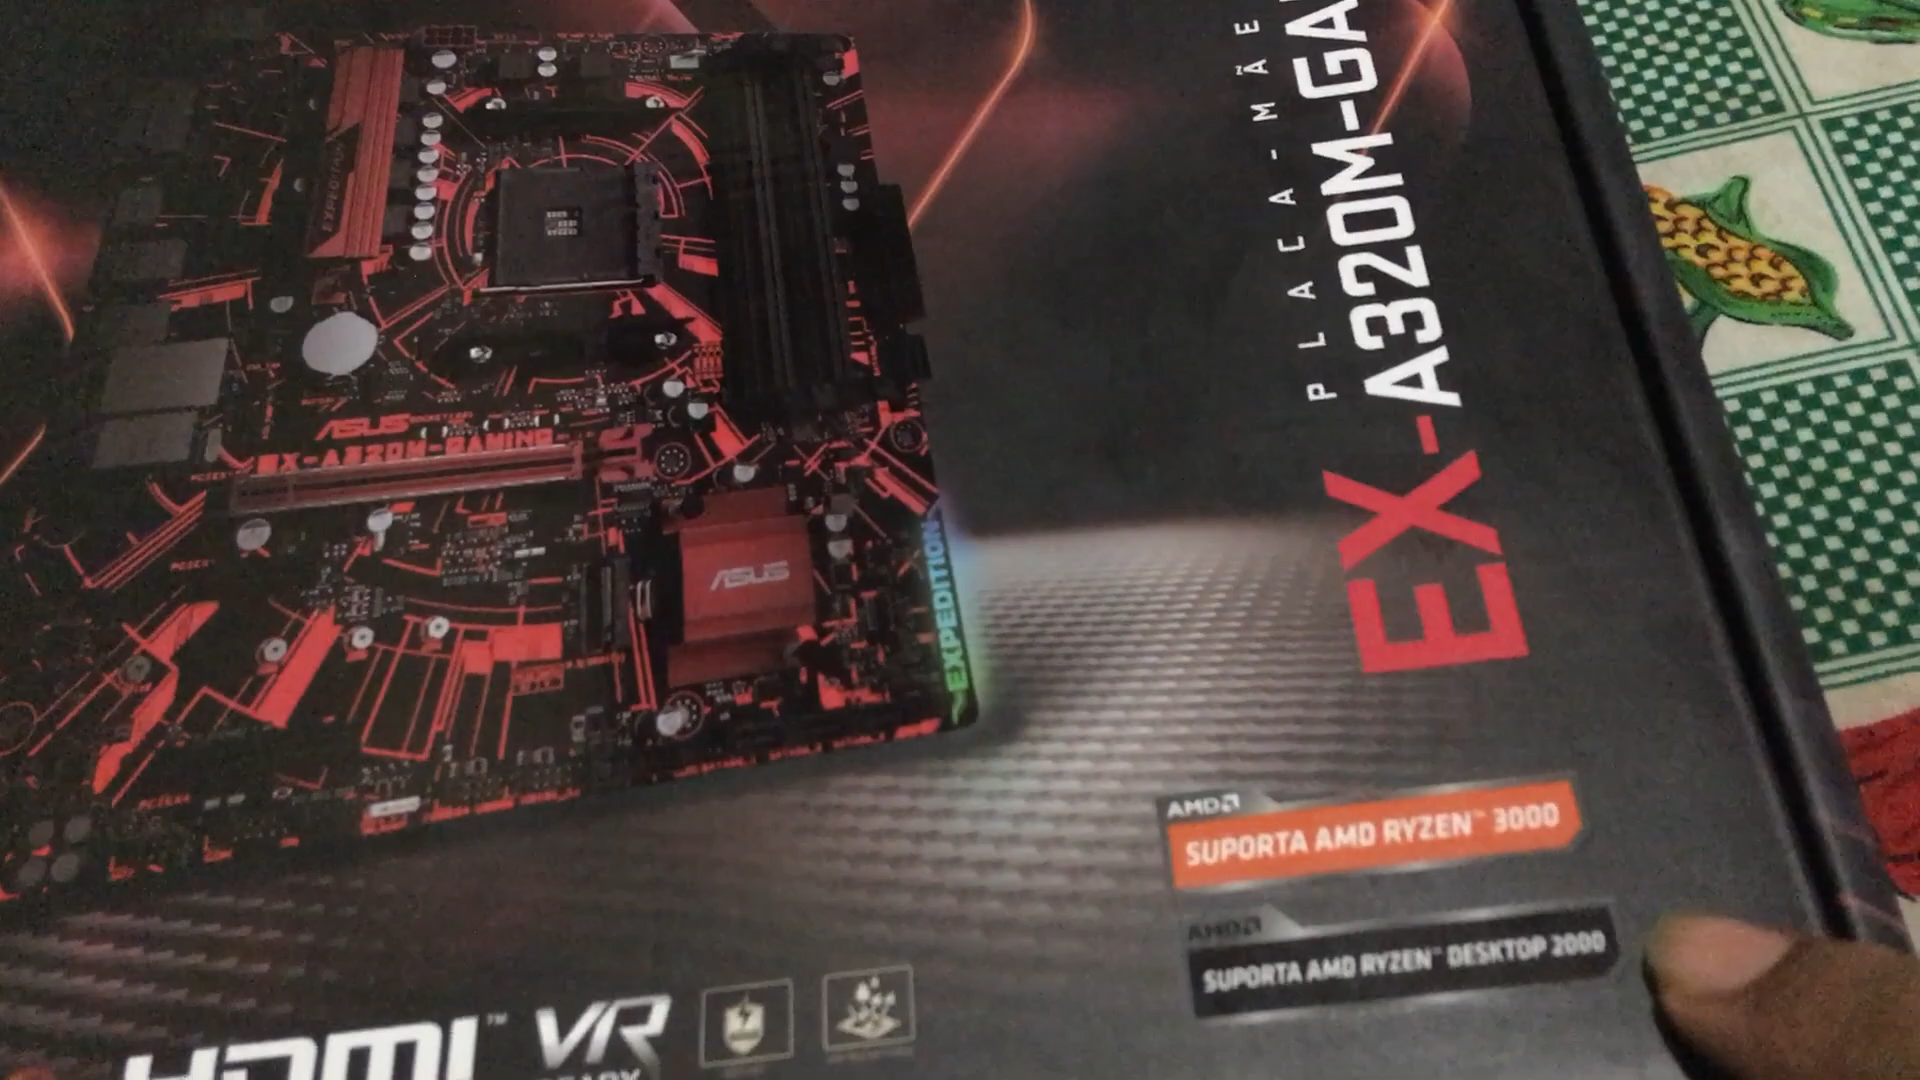 PLACA-MÃE
EX-A320M-GA
EXPEDITION
ASUS
EX-A320M-GAMING
ASUS
EXPEDITION
AMD
SUPORTA AMD RYZEN™ 3000
AMD
SUPORTA AMD RYZEN™ DESKTOP 2000
HDMI™
VR
READY